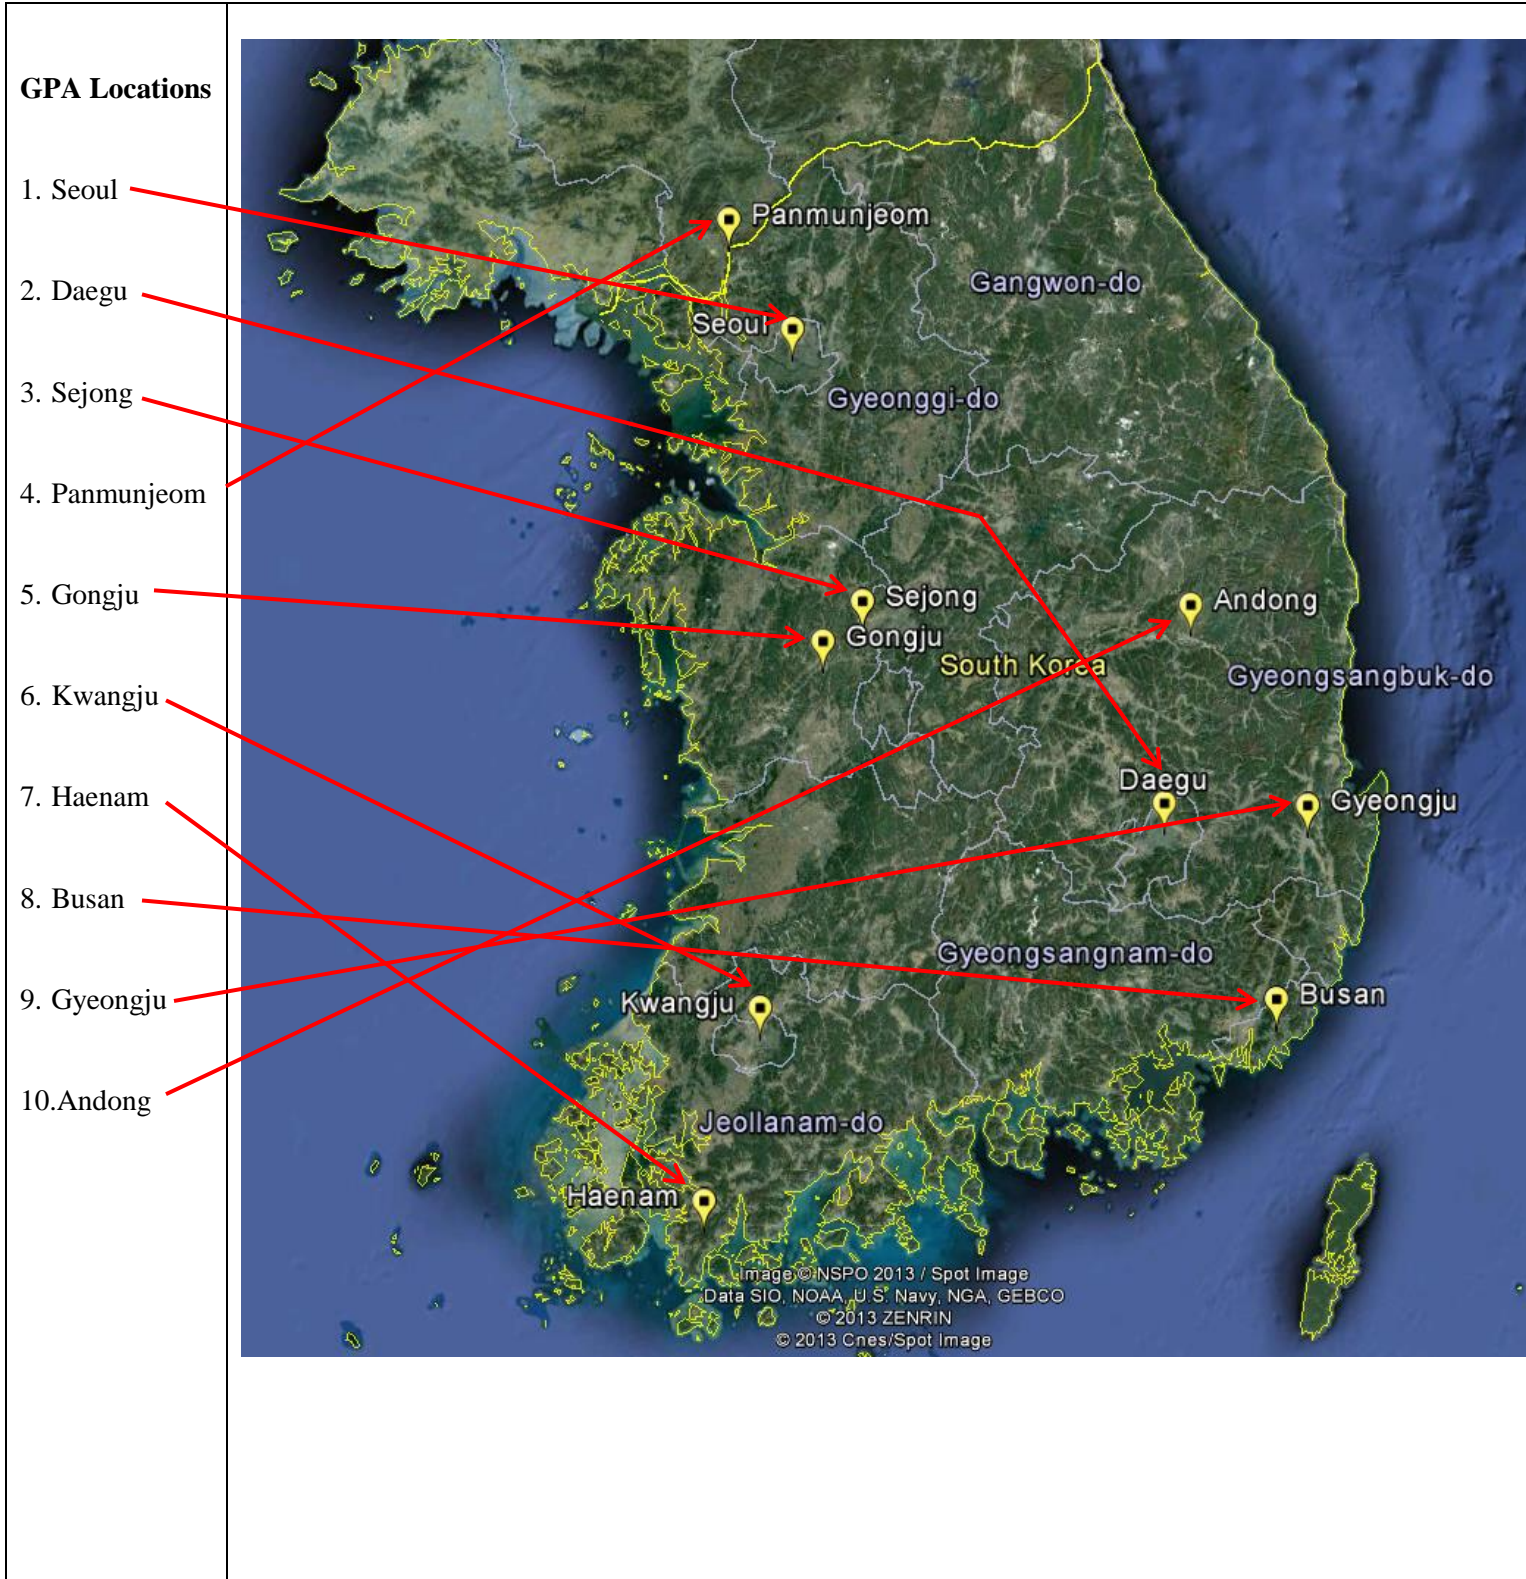 GPA Locations
1. Seoul
2. Daegu
3. Sejong
4. Panmunjeom
5. Gongju
6. Kwangju
7. Haenam
8. Busan
9. Gyeongju
10.Andong
Panmunjeom
Gangwon-do
Seoul
Gyeonggi-do
Sejong
Andong
Gongju
South Korea
Gyeongsangbuk-do
Daegu
Gyeongju
Gyeongsangnam-do
Kwangju
Busan
Jeollanam-do
Haenam
Image © NSPO 2013 / Spot Image
Data SIO, NOAA, U.S. Navy, NGA, GEBCO
© 2013 ZENRIN
© 2013 Cnes/Spot Image